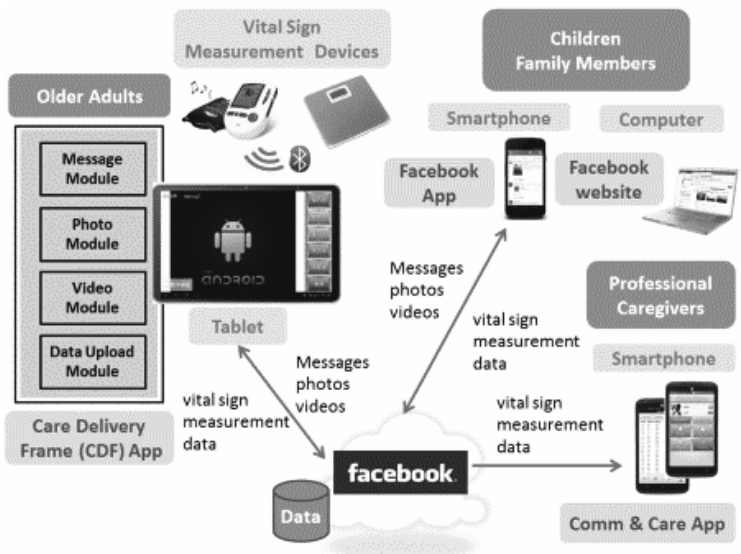 Vital Sign
Measurement Devices
Children
Family Members
Older Adults
Message
Module
Photo
Module
Video
Module
Data Upload
Module
Care Delivery
Frame (CDF) App
ANDROID
Tablet
Smartphone
Computer
Facebook
App
Facebook
website
Messages
photos
videos
vital sign
measurement
data
Professional
Caregivers
Smartphone
Messages
photos
videos
vital sign
measurement
data
vital sign
measurement
data
facebook
Data
Comm & Care App